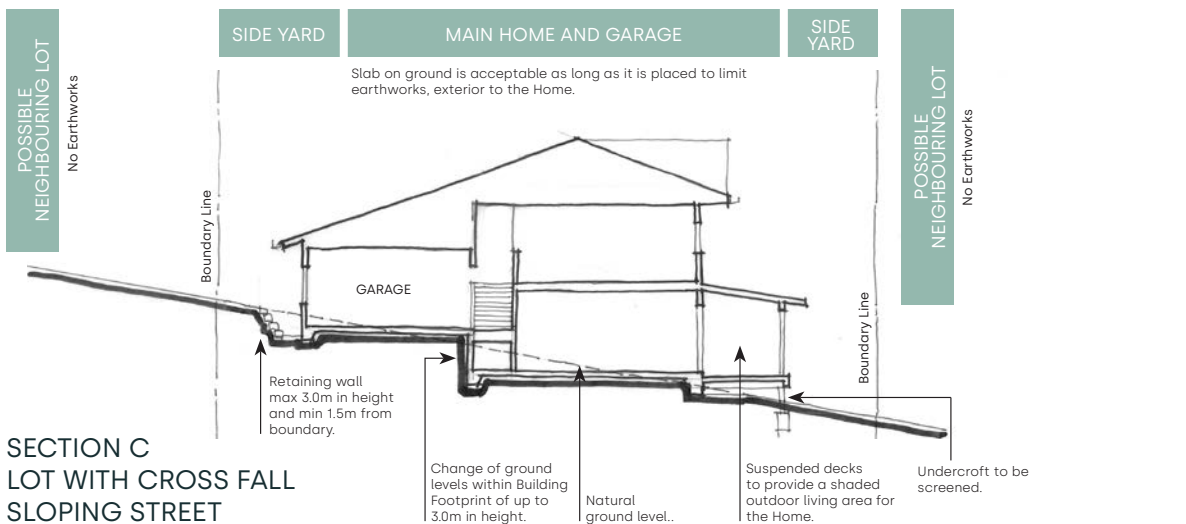 SIDE YARD
MAIN HOME AND GARAGE
SIDE
YARD
POSSIBLE
NEIGHBOURING LOT
No Earthworks
Slab on ground is acceptable as long as it is placed to limit
earthworks, exterior to the Home.
POSSIBLE
NEIGHBOURING LOT
No Earthworks
Boundary Line
GARAGE
Boundary Line
Retaining wall
max 3.0m in height
and min 1.5m from
boundary.
SECTION C
LOT WITH CROSS FALL
SLOPING STREET
Change of ground
levels within Building
Footprint of up to
3.0m in height.
Natural
ground level..
Suspended decks
to provide a shaded
outdoor living area for
the Home.
Undercroft to be
screened.